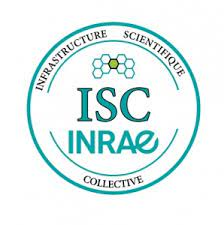 INFRASTRUCTURE SCIENTIFIQUE
ISC
INRAE
COLLECTIVE